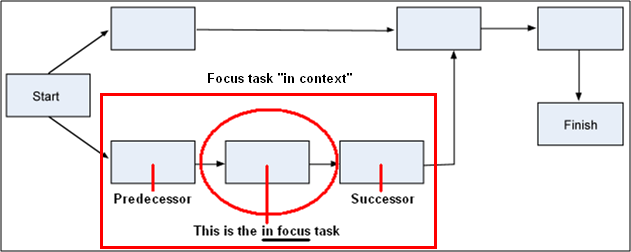 Focus task "in context"
Start
Finish
Predecessor
Successor
This is the in focus task